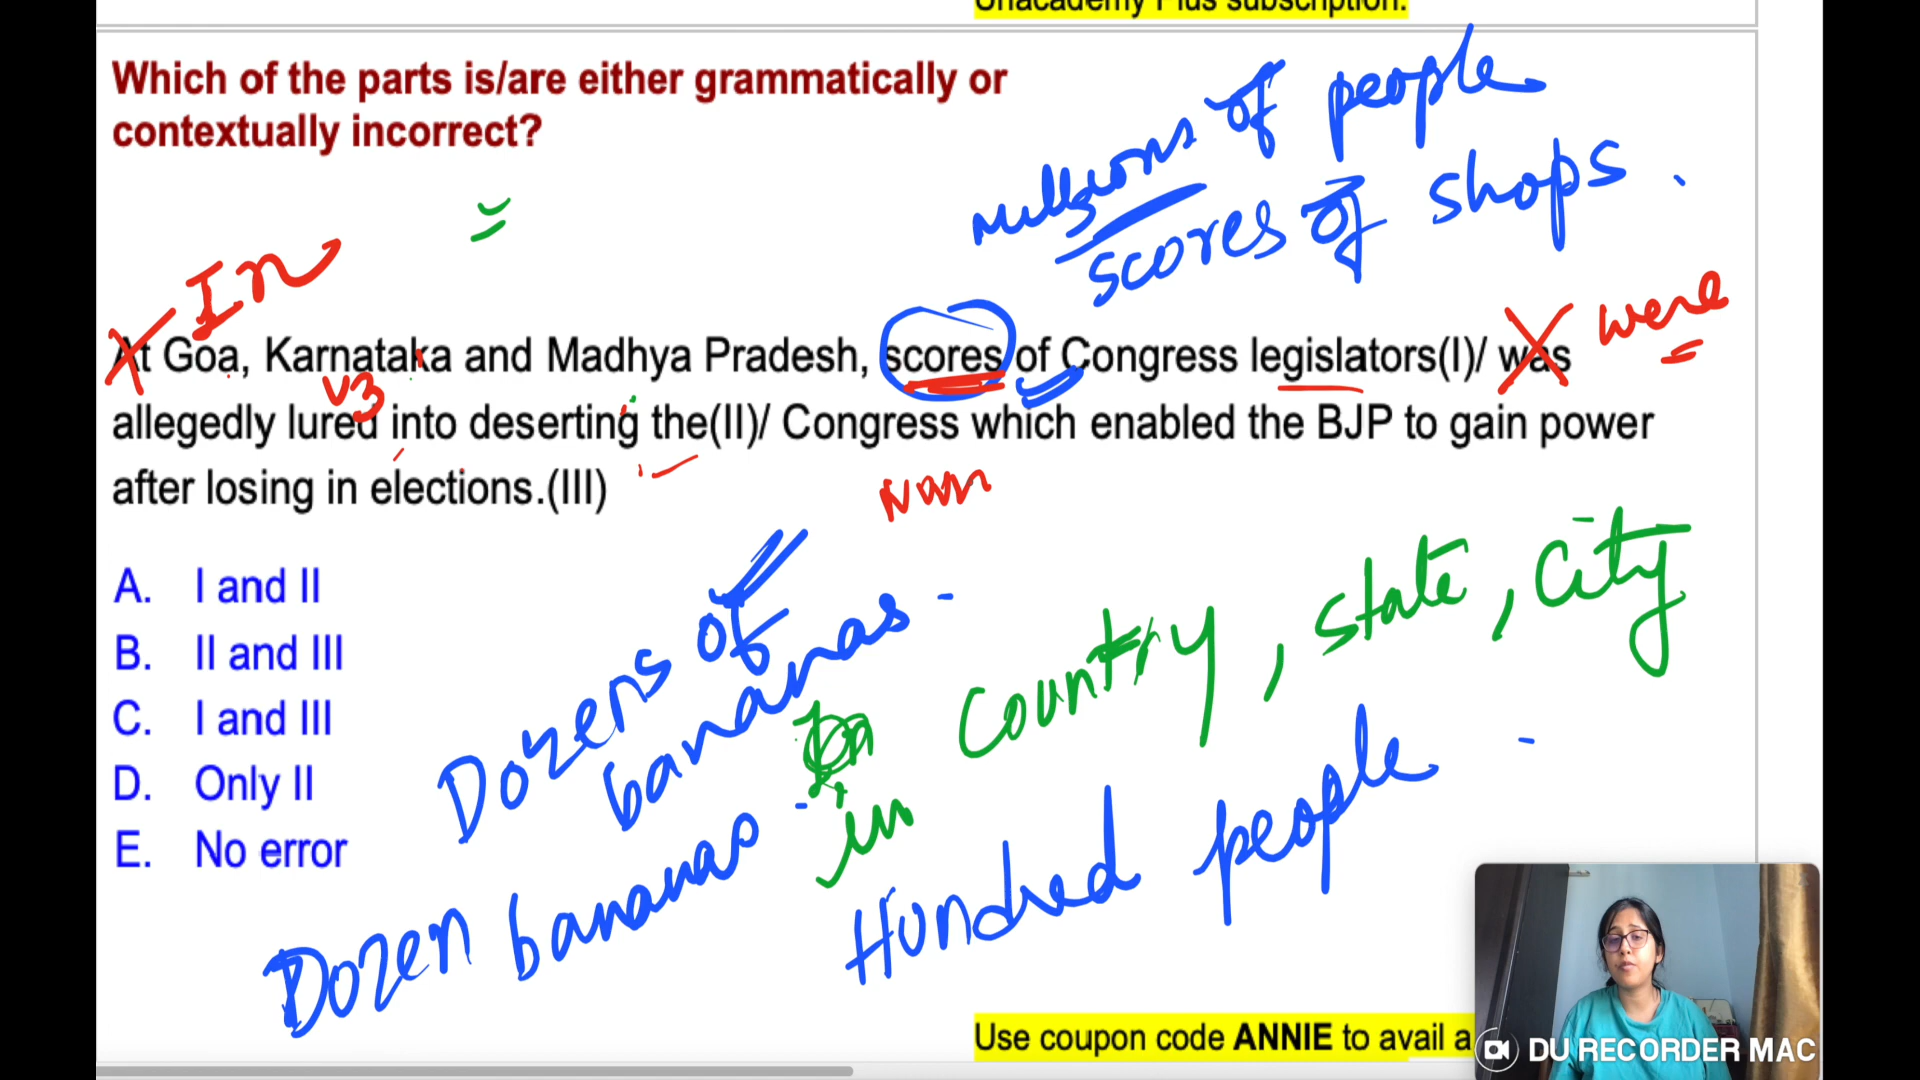 Unacademy Plus subscription.
Which of the parts is/are either grammatically or
contextually incorrect?
millions of people
scores of shops.
In
were
At Goa, Karnataka and Madhya Pradesh, scores of Congress legislators(I)/ was
V3
allegedly lured into deserting the(II)/ Congress which enabled the BJP to gain power
after losing in elections.(III)
A. I and II
B. II and III
C. I and III
D. Only II
E. No error
Dozens of
bananas -
country, state, city
in
Dozen bananas -
Hundred people -
Use coupon code ANNIE to avail a
DU RECORDER MAC